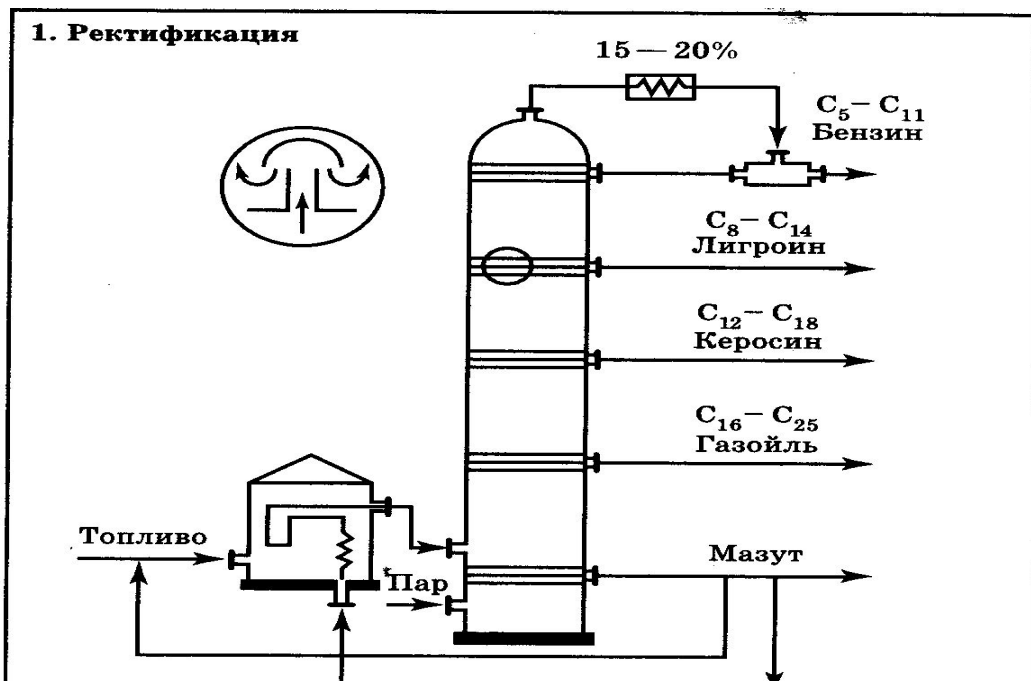 1. Ректификация
15 — 20%
C₅ – C₁₁
Бензин
C₈ – C₁₄
Лигроин
C₁₂ – C₁₈
Керосин
C₁₆ – C₂₅
Газойль
Топливо
Пар
Мазут